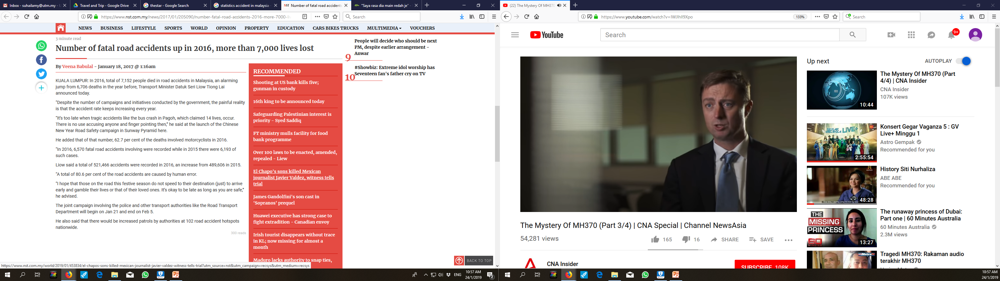 Inbox - suhailamy@utm.my -
Travel and Trip - Google Drive
thestar - Google Search
statistics accident in malaysia -
NST Number of fatal road accidents
"Saya rasa dia main redah je" -
https://www.nst.com.my/news/2017/01/205090/number-fatal-road-accidents-2016-more-7000-li
Search
NEWS BUSINESS LIFESTYLE SPORTS WORLD OPINION PROPERTY EDUCATION CARS BIKES TRUCKS MULTIMEDIA VOUCHERS
3 minute read
Number of fatal road accidents up in 2016, more than 7,000 lives lost
By Veena Babulal - January 18, 2017 @ 1:16am
KUALA LUMPUR: In 2016, total of 7,152 people died in road accidents in Malaysia, an alarming
jump from 6,706 deaths in the year before, Transport Minister Datuk Seri Liow Tiong Lai
announced today.
"Despite the number of campaigns and initiatives conducted by the government, the painful reality
is that the accident rate keeps increasing every year.
"It's too late when tragic accidents like the bus crash in Pagoh, which claimed 14 lives, occur.
There is no use accusing anyone and finger pointing then," he said at the launch of the Chinese
New Year Road Safety campaign in Sunway Pyramid here.
He added that of that number, 62.7 per cent of the deaths involved motorcyclists in 2016.
"In 2016, 6,570 fatal road accidents involving were recorded while in 2015 there were 6,193 of
such cases.
Liow said a total of 521,466 accidents were recorded in 2016, an increase from 489,606 in 2015.
"A total of 80.6 per cent of the road accidents are caused by human error.
"I hope that those on the road this festive season do not speed to their destination (just) to arrive
early and gamble their lives or that of their loved ones. It's okay to be late as long as you are safe,"
he advised.
The joint campaign involving the police and other transport authorities like the Road Transport
Department will begin on Jan 21 and end on Feb 5.
He also said that there would be increased patrols by authorities at 102 road accident hotspots
nationwide.
300 reads
RECOMMENDED
Shooting at US bank kills five;
gunman in custody
16th king to be announced today
Safeguarding Palestinian interest is
priority - Syed Saddiq
FT ministry mulls facility for food
bank programme
Over 100 laws to be enacted, amended,
repealed - Liew
El Chapo's sons killed Mexican
journalist Javier Valdez, witness tells
trial
James Gandolfini's son cast in
'Sopranos' prequel
Huawei executive has strong case to
fight extradition - Canadian envoy
Irish tourist disappears without trace
in KL; now missing for almost a
month
Maduro lacks authority to snap ties,
People will decide who should be next
PM, despite earlier arrangement -
Anwar
9
#Showbiz: Extreme idol worship has
Seventeen fan's father cry on TV
10
BACK TO TOP
https://www.nst.com.my/world/2019/01/453834/el-chapos-sons-killed-mexican-journalist-javier-valdez-witness-tells-trial?utm_source=nst&utm_campaign=recsys&utm_medium=recsys
ENG
10:57 AM
24/1/2019
2
(22) The Mystery Of MH370
https://www.youtube.com/watch?v=IWJlhlI9Xpo
133%
Search
YouTube
Search
9+
Up next
AUTOPLAY
The Mystery Of MH370 (Part
4/4) | CNA Insider
CNA Insider
107K views
10:44
Konsert Gegar Vaganza 5 : GV
Live+ Minggu 1
Astro Gempak
Recommended for you
2:55:54
History Siti Nurhaliza
ABE ABE
Recommended for you
48:28
The runaway princess of Dubai:
Part one | 60 Minutes Australia
60 Minutes Australia
2.3M views
THE
MISSING
PRINCESS
60
MINUTES
13:27
Tragedi MH370: Rakaman audio
terakhir MH370
The Mystery Of MH370 (Part 3/4) | CNA Special | Channel NewsAsia
54,281 views
165
16
SHARE
SAVE
CNA Insider
SUBSCRIBE 108K
10:57 AM
24/1/2019